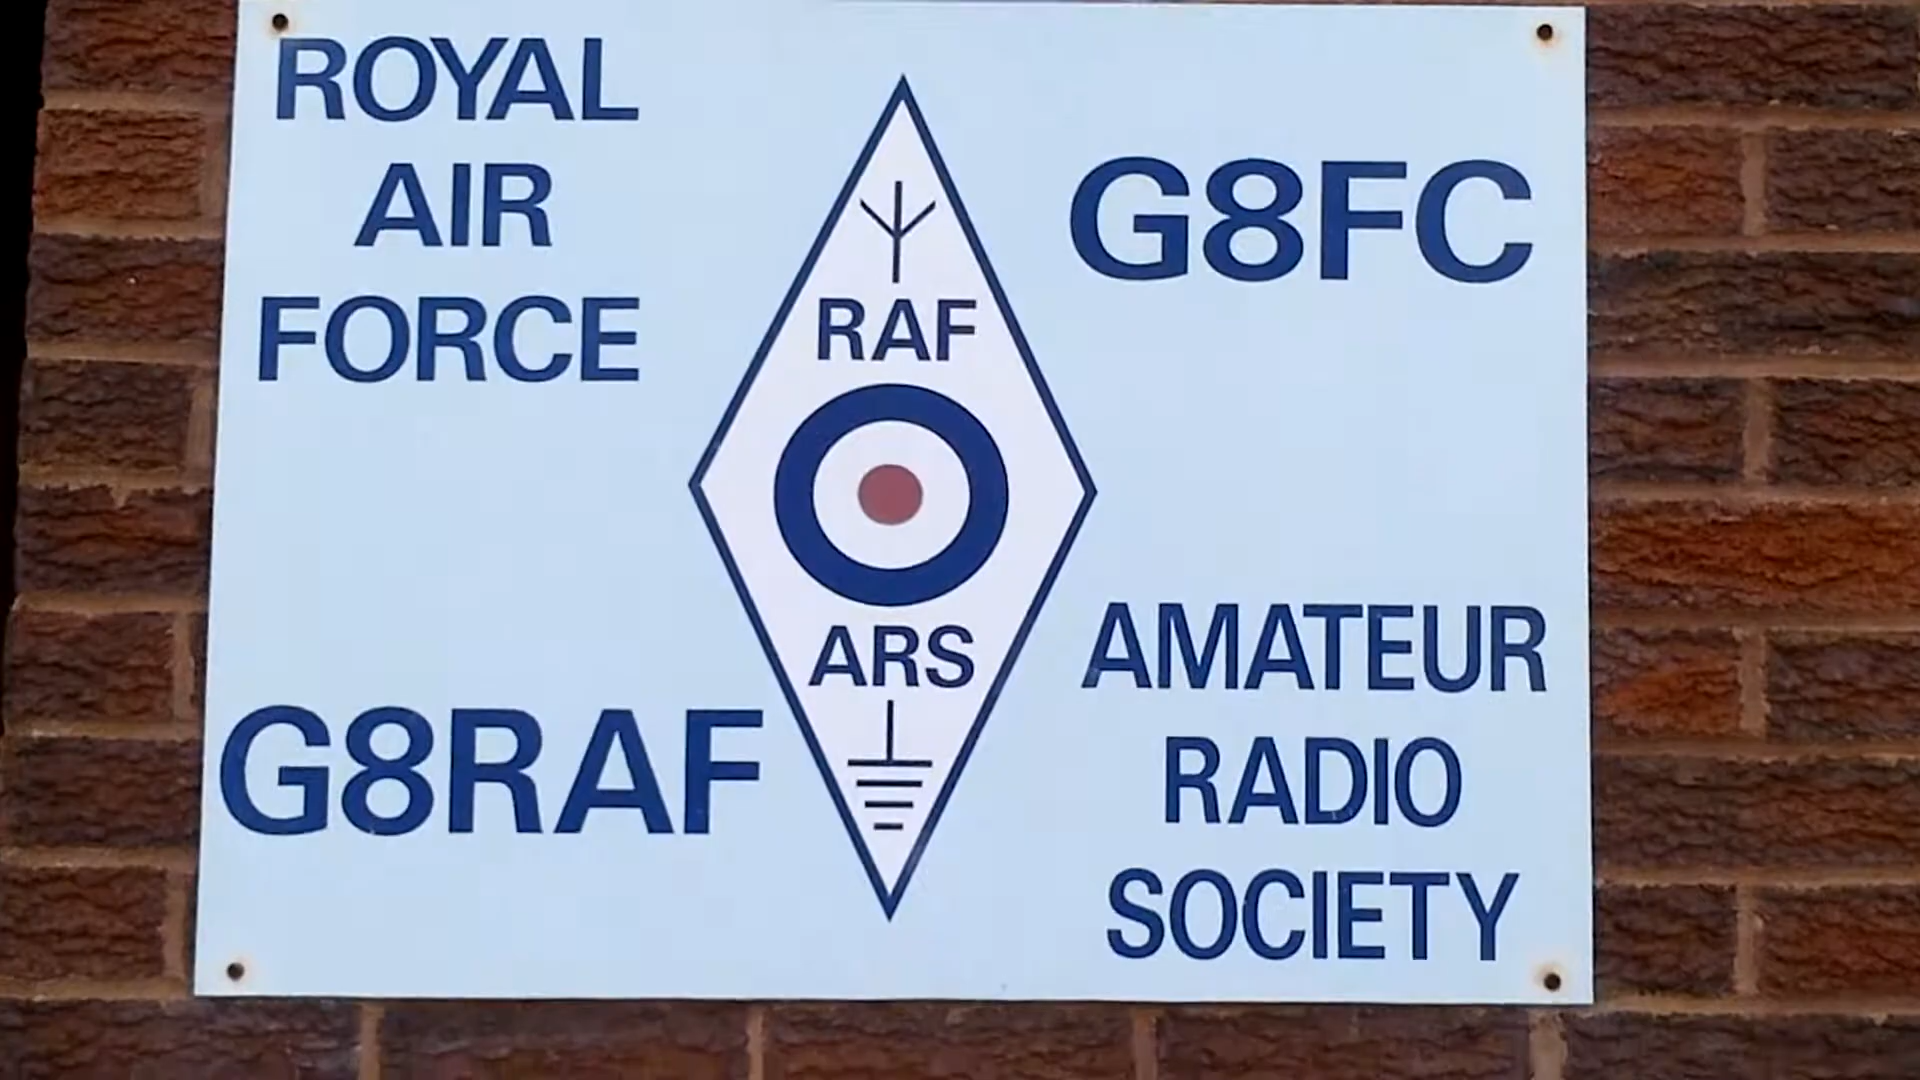 ROYAL
AIR
FORCE
G8FC
RAF
ARS
G8RAF
AMATEUR
RADIO
SOCIETY